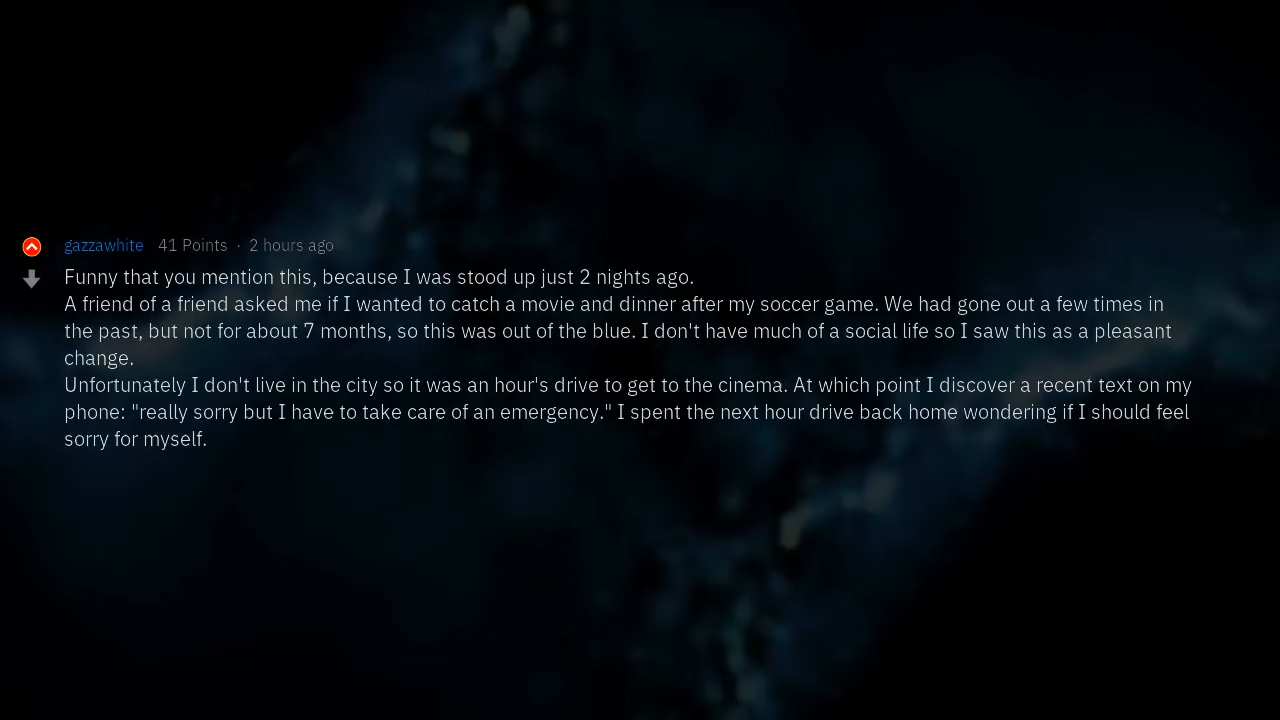 gazzawhite 41 Points · 2 hours ago
Funny that you mention this, because I was stood up just 2 nights ago.
A friend of a friend asked me if I wanted to catch a movie and dinner after my soccer game. We had gone out a few times in
the past, but not for about 7 months, so this was out of the blue. I don't have much of a social life so I saw this as a pleasant
change.
Unfortunately I don't live in the city so it was an hour's drive to get to the cinema. At which point I discover a recent text on my
phone: "really sorry but I have to take care of an emergency." I spent the next hour drive back home wondering if I should feel
sorry for myself.